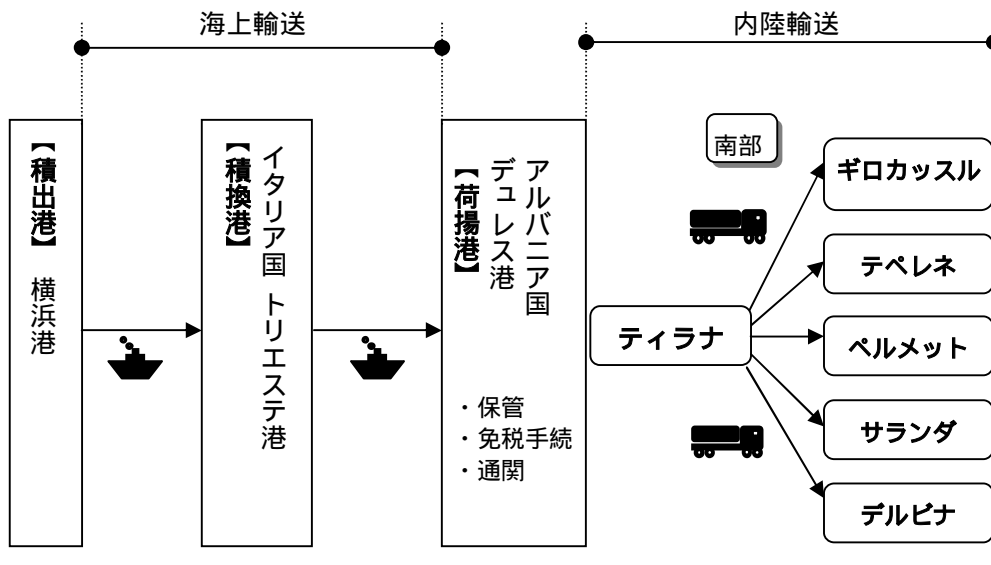 海上輸送
内陸輸送
【積出港】 横浜港
イタリア国 トリエステ港
【積換港】
アルバニア国
デュレス港
【荷揚港】
・保管
・免税手続
・通関
南部
ティラナ
ギロカッスル
テペレネ
ペルメット
サランダ
デルビナ